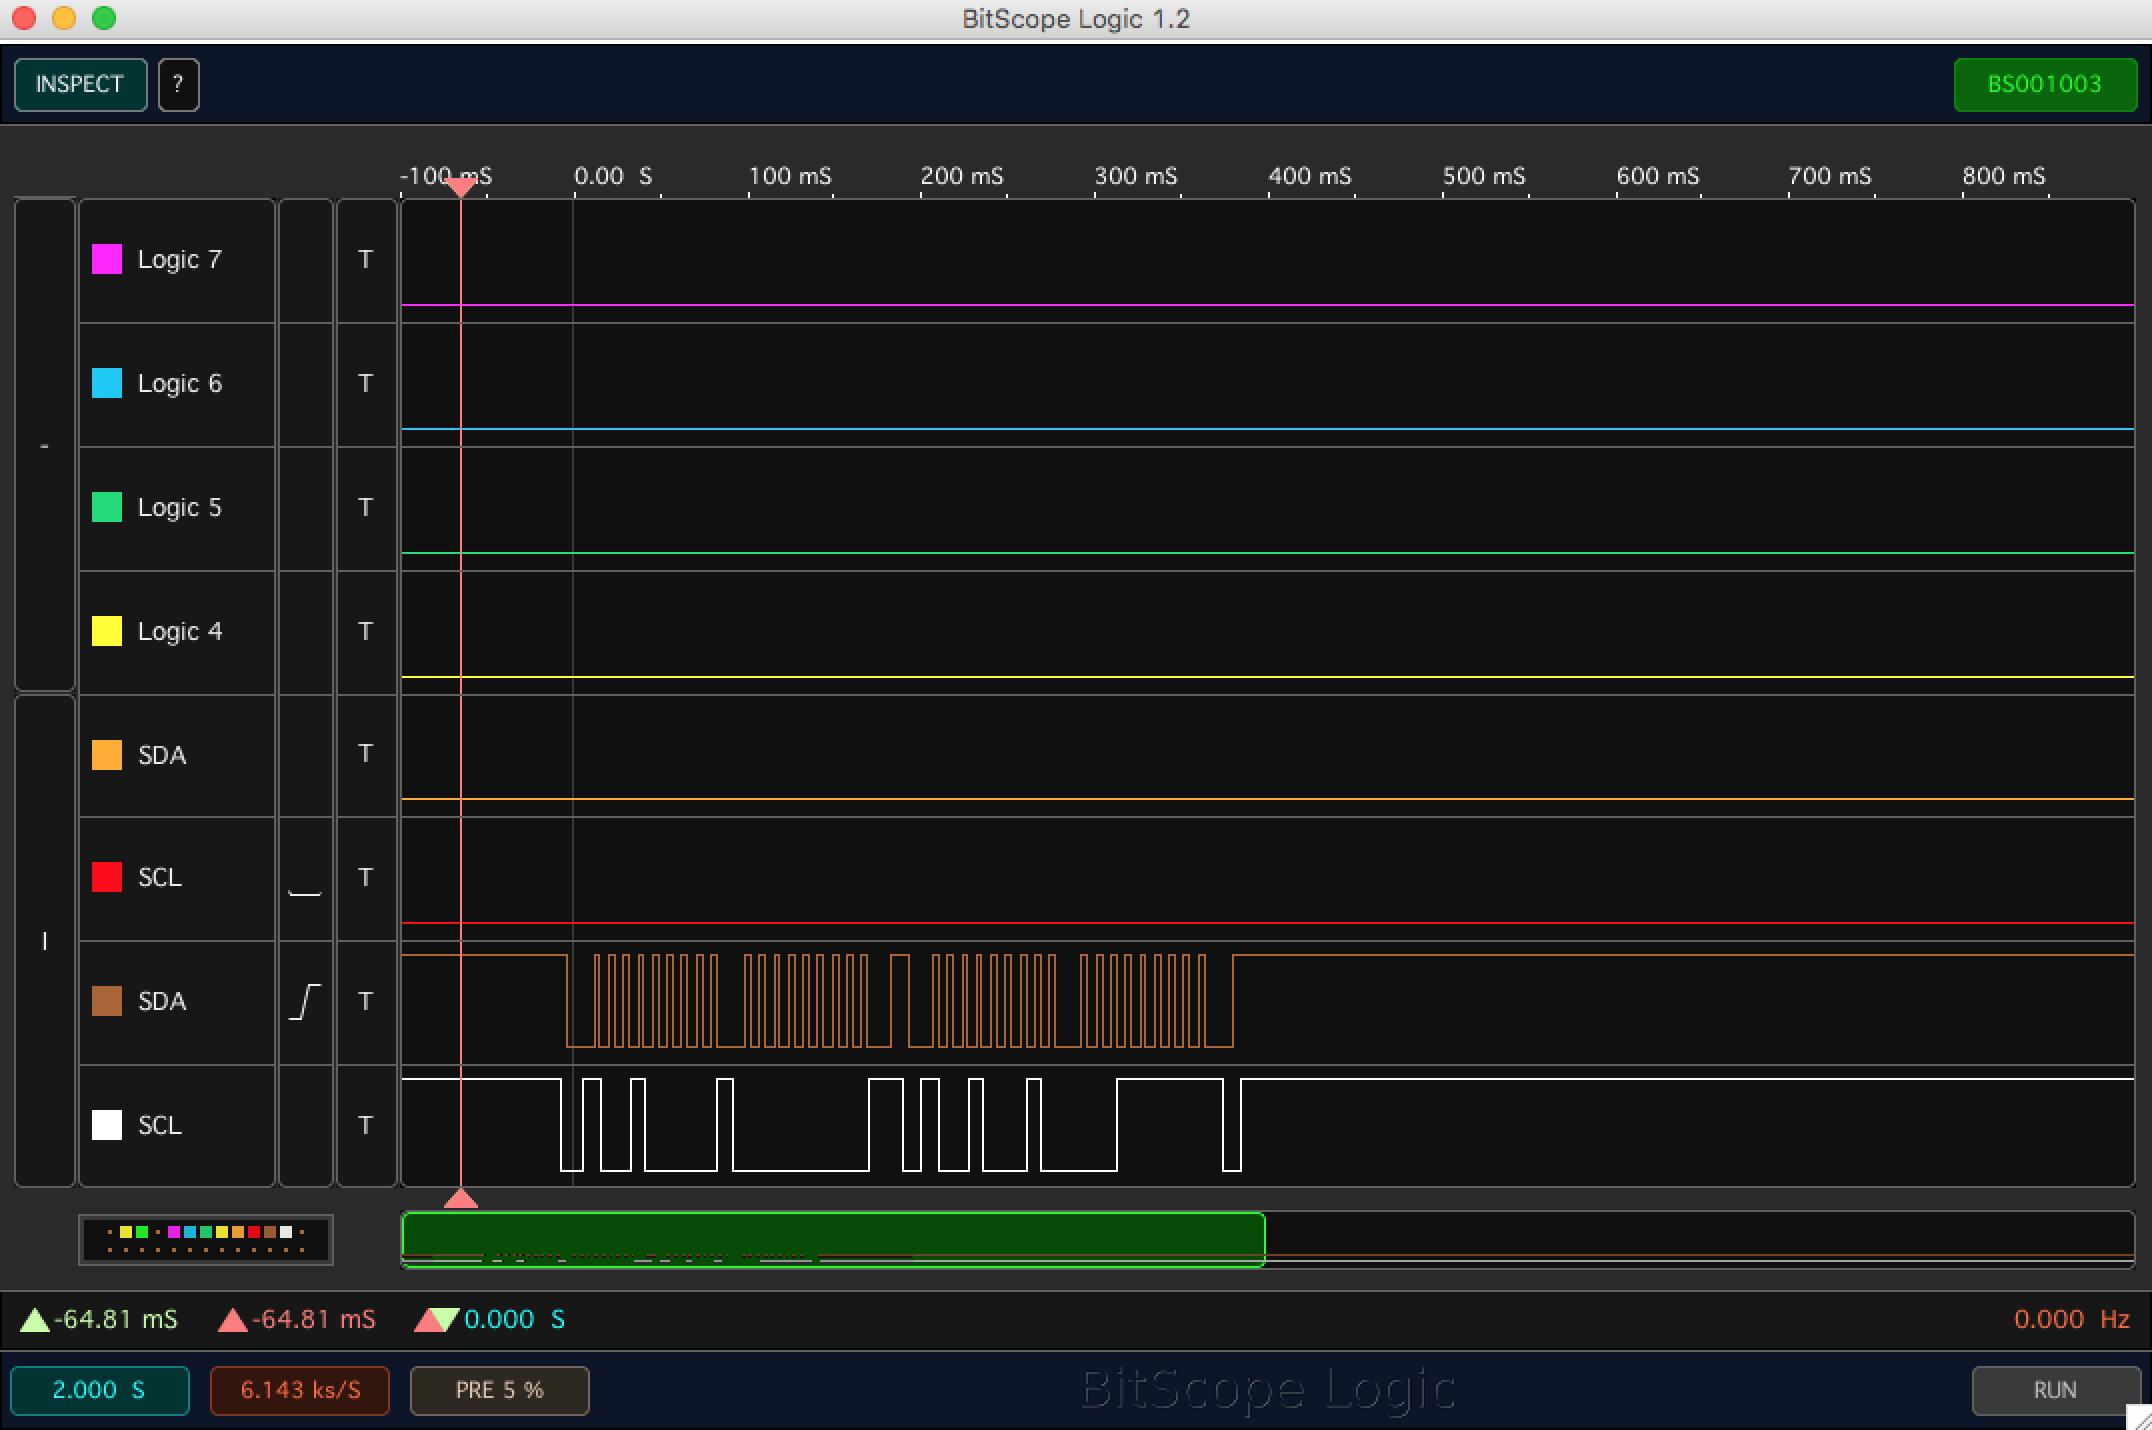 BitScope Logic 1.2
INSPECT ? BS001003
-100 mS 0.00 S 100 mS 200 mS 300 mS 400 mS 500 mS 600 mS 700 mS 800 mS
Logic 7 T
Logic 6 T
Logic 5 T
Logic 4 T
SDA T
SCL T
SDA T
SCL T
-64.81 mS -64.81 mS 0.000 S 0.000 Hz
2.000 S 6.143 ks/S PRE 5 % BitScope Logic RUN